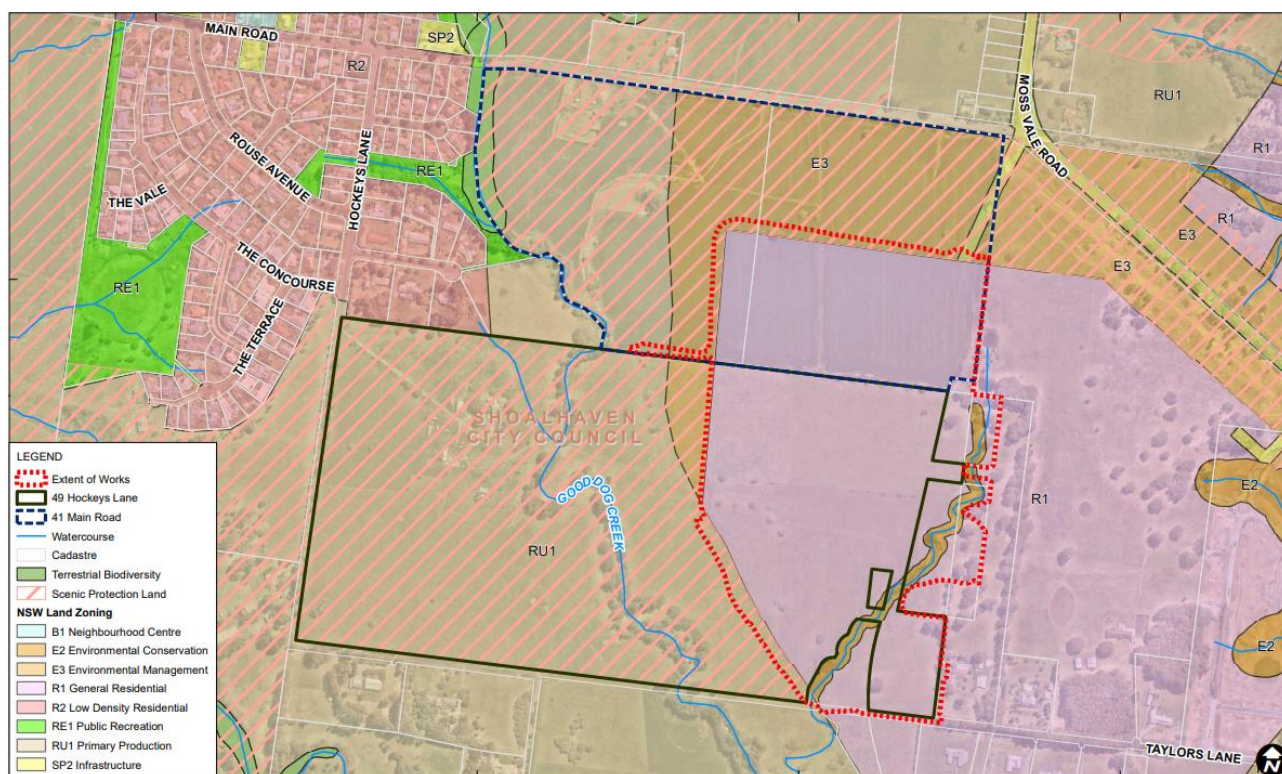 MAIN ROAD
SP2
R2
MOSS VALE ROAD
RU1
R1
ROUSE AVENUE
HOCKEYS LANE
RE1
E3
THE VALE
R1
E3
THE CONCOURSE
E3
RE1
THE TERRACE
SHOALHAVEN
CITY COUNCIL
GOOD DOG CREEK
R1
E2
RU1
E2
TAYLORS LANE
N
LEGEND
Extent of Works
49 Hockeys Lane
41 Main Road
Watercourse
Cadastre
Terrestrial Biodiversity
Scenic Protection Land
NSW Land Zoning
B1 Neighbourhood Centre
E2 Environmental Conservation
E3 Environmental Management
R1 General Residential
R2 Low Density Residential
RE1 Public Recreation
RU1 Primary Production
SP2 Infrastructure